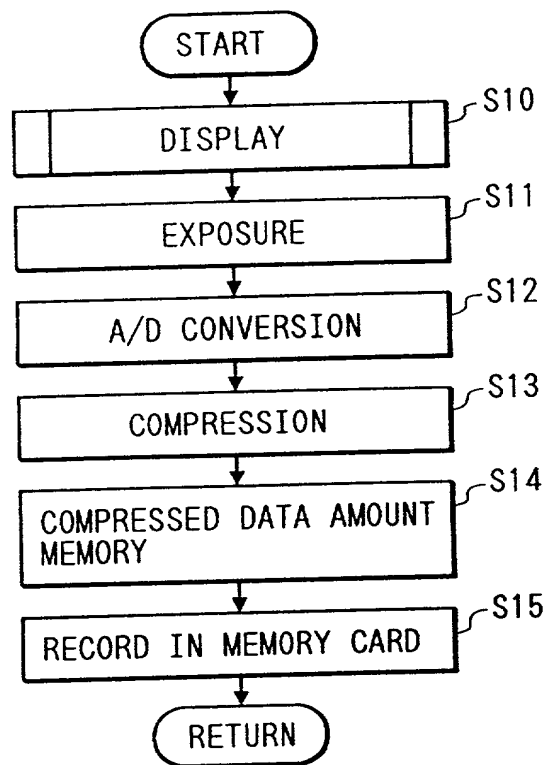 START
DISPLAY
S10
EXPOSURE
S11
A/D CONVERSION
S12
COMPRESSION
S13
COMPRESSED DATA AMOUNT
MEMORY
S14
RECORD IN MEMORY CARD
S15
RETURN